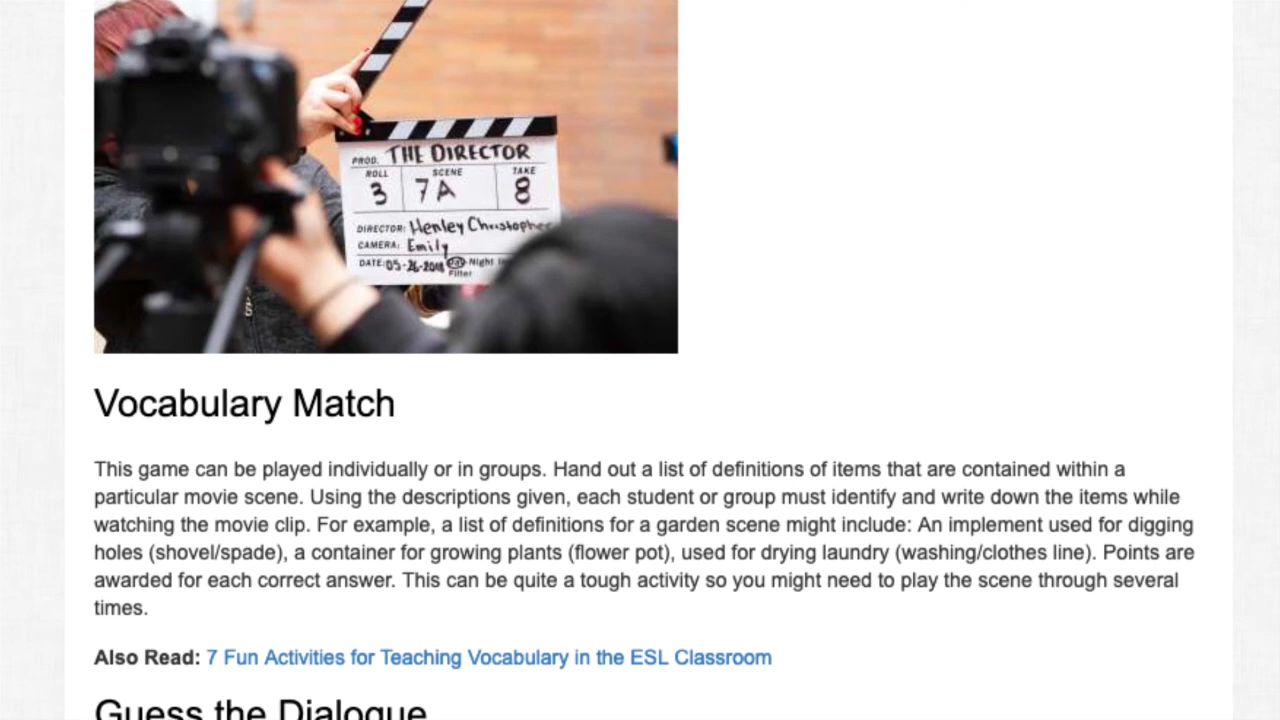 PROD. THE DIRECTOR
ROLL SCENE TAKE
3 7A 8
DIRECTOR: Henley Christopher
CAMERA: Emily
DATE: 05-26-2018 Day Night
Filter
Vocabulary Match
This game can be played individually or in groups. Hand out a list of definitions of items that are contained within a
particular movie scene. Using the descriptions given, each student or group must identify and write down the items while
watching the movie clip. For example, a list of definitions for a garden scene might include: An implement used for digging
holes (shovel/spade), a container for growing plants (flower pot), used for drying laundry (washing/clothes line). Points are
awarded for each correct answer. This can be quite a tough activity so you might need to play the scene through several
times.
Also Read: 7 Fun Activities for Teaching Vocabulary in the ESL Classroom
Guess the Dialogue